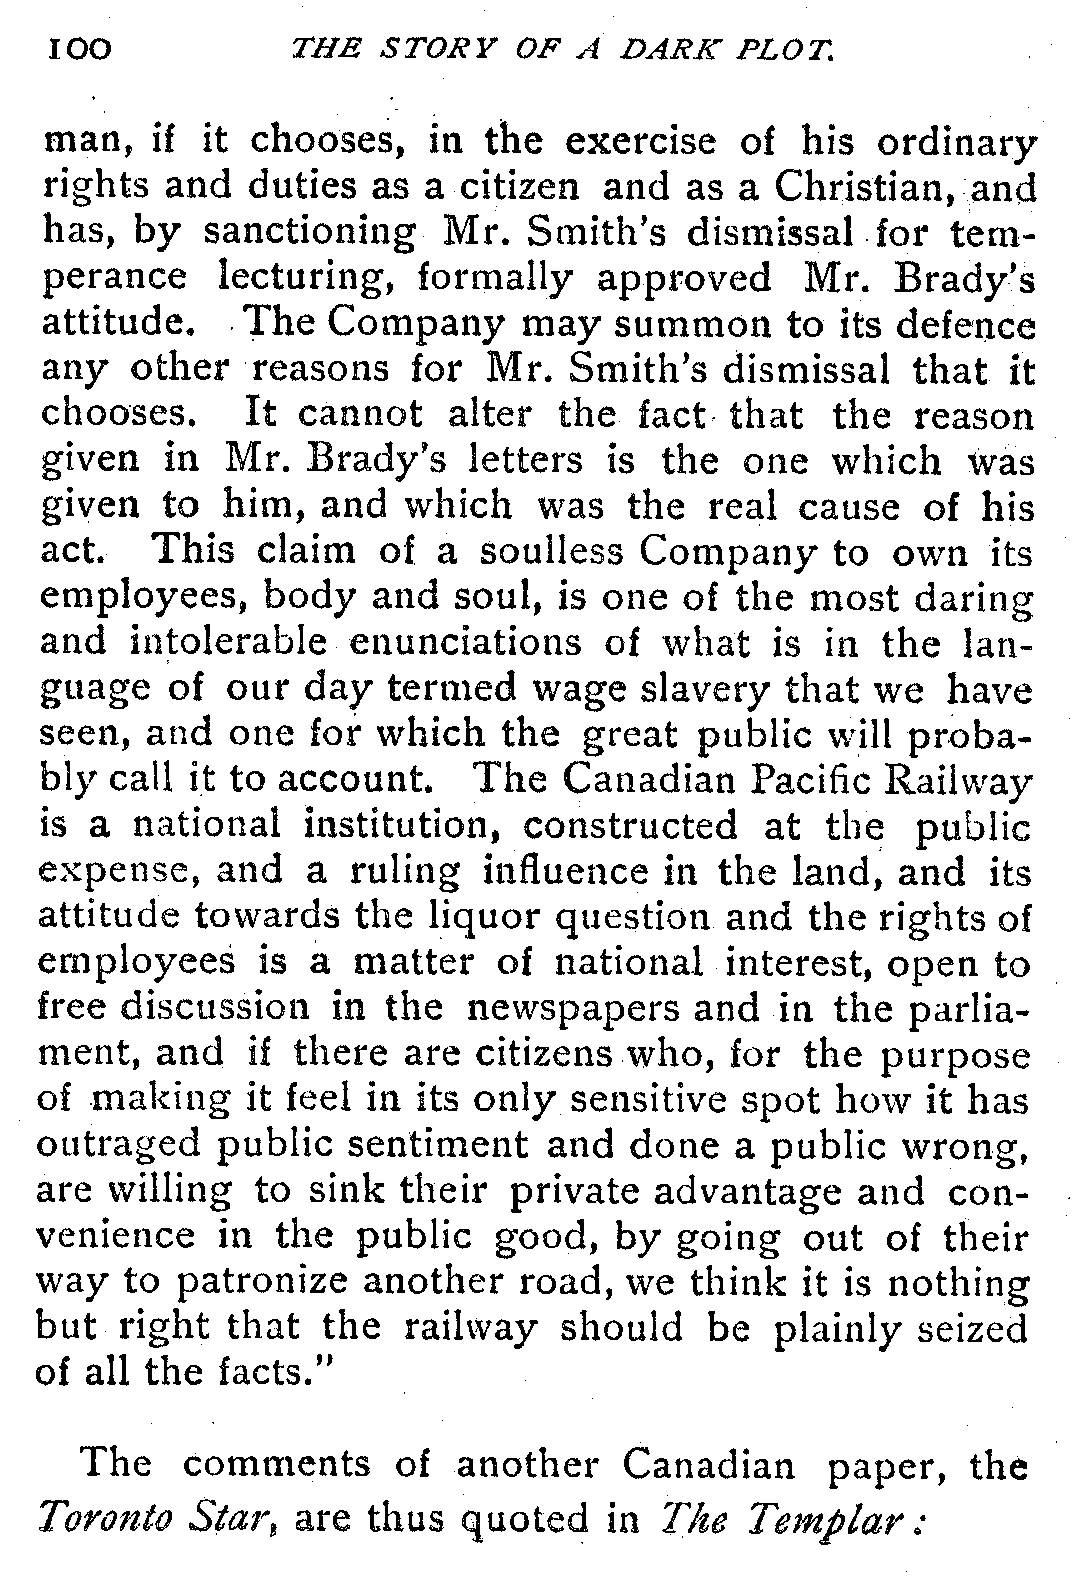 100 THE STORY OF A DARK PLOT.
man, if it chooses, in the exercise of his ordinary
rights and duties as a citizen and as a Christian, and
has, by sanctioning Mr. Smith's dismissal for tem-
perance lecturing, formally approved Mr. Brady's
attitude. The Company may summon to its defence
any other reasons for Mr. Smith's dismissal that it
chooses. It cannot alter the fact that the reason
given in Mr. Brady's letters is the one which was
given to him, and which was the real cause of his
act. This claim of a soulless Company to own its
employees, body and soul, is one of the most daring
and intolerable enunciations of what is in the lan-
guage of our day termed wage slavery that we have
seen, and one for which the great public will proba-
bly call it to account. The Canadian Pacific Railway
is a national institution, constructed at the public
expense, and a ruling influence in the land, and its
attitude towards the liquor question and the rights of
employees is a matter of national interest, open to
free discussion in the newspapers and in the parlia-
ment, and if there are citizens who, for the purpose
of making it feel in its only sensitive spot how it has
outraged public sentiment and done a public wrong,
are willing to sink their private advantage and con-
venience in the public good, by going out of their
way to patronize another road, we think it is nothing
but right that the railway should be plainly seized
of all the facts."
The comments of another Canadian paper, the
Toronto Star, are thus quoted in The Templar: